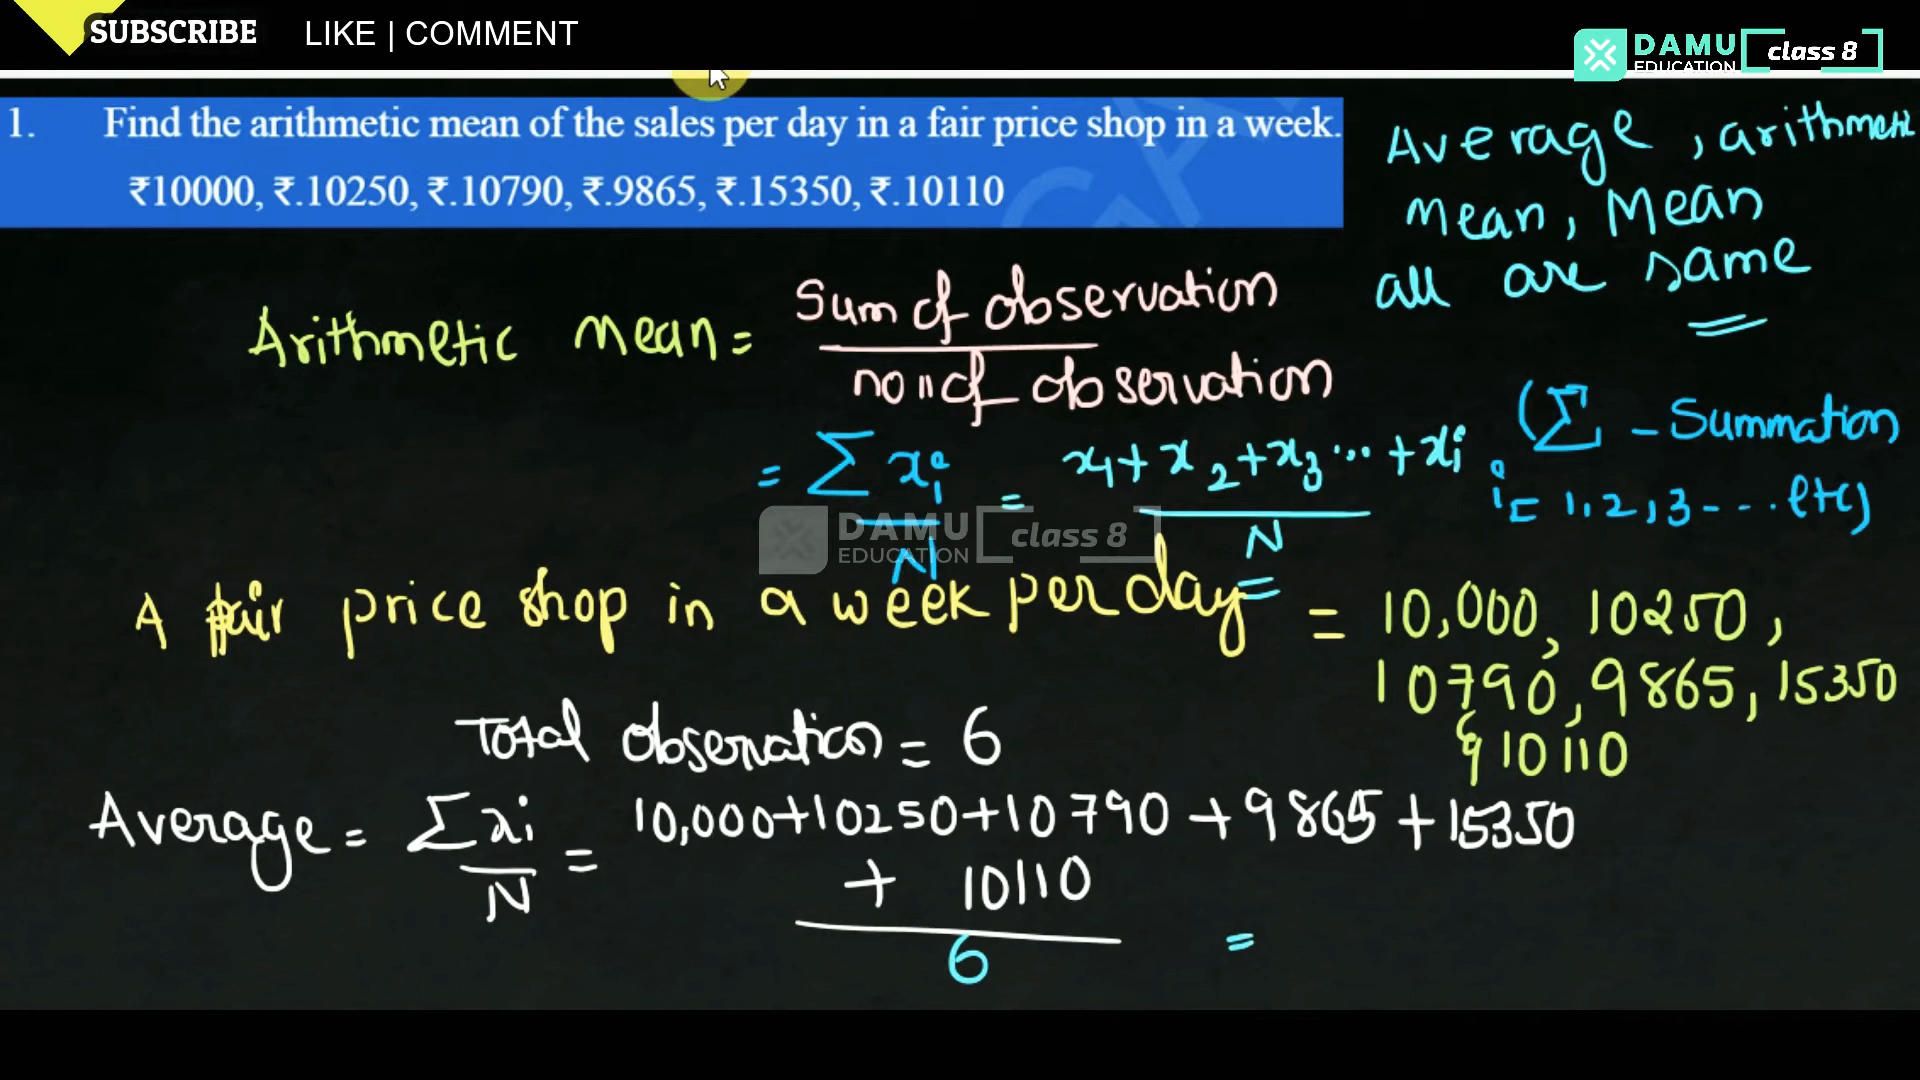 SUBSCRIBE LIKE | COMMENT
DAMU
EDUCATION
class 8
1. Find the arithmetic mean of the sales per day in a fair price shop in a week.
₹10000, ₹.10250, ₹.10790, ₹.9865, ₹.15350, ₹.10110
Average, arithmetic
mean, Mean
all are same
Arithmetic mean = Sum of observation
no" of observation
= Σ xi / N = x1 + x2 + x3 ... + xi / N
(Σ - Summation
i = 1, 2, 3 - - .. etc)
DAMU
EDUCATION
class 8
A fair price shop in a week per day = 10,000, 10250,
10790, 9865, 15350
& 10110
Total observation = 6
Average = Σxi / N = 10,000+10250+10790+9865+15350
+ 10110
6 =